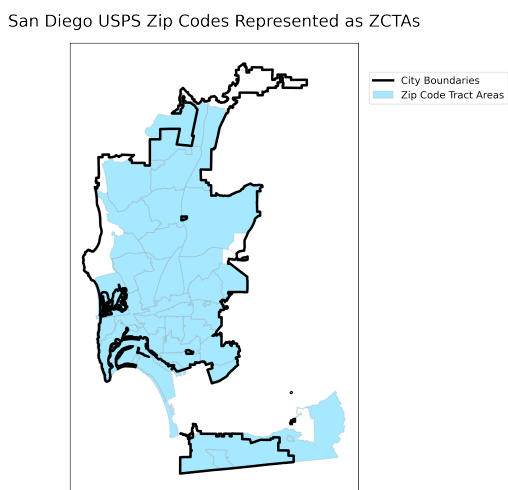 San Diego USPS Zip Codes Represented as ZCTAs
City Boundaries
Zip Code Tract Areas